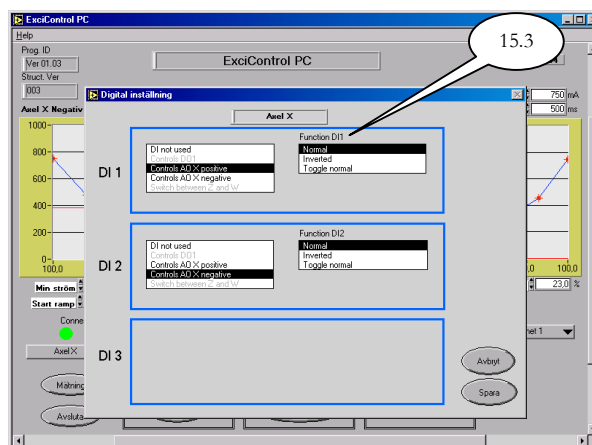 ExciControl PC
Help
15.3
Prog. ID
Ver 01.03
Struct. Ver
003
ExciControl PC
750 mA
500 ms
Digital inställning
Axel X Negativ
Axel X
1000
800
600
400
200
0
100,0
DI 1
DI not used
Controls DO1
Controls AO X positive
Controls AO X negative
Switch between Z and W
Function DI1
Normal
Inverted
Toggle normal
DI 2
DI not used
Controls DO1
Controls AO X positive
Controls AO X negative
Switch between Z and W
Function DI2
Normal
Inverted
Toggle normal
DI 3
Avbryt
Spara
Min ström
Start ramp
Conne
Axel X
Mätning
Avsluta
,0 100,0
23,0 %
net 1